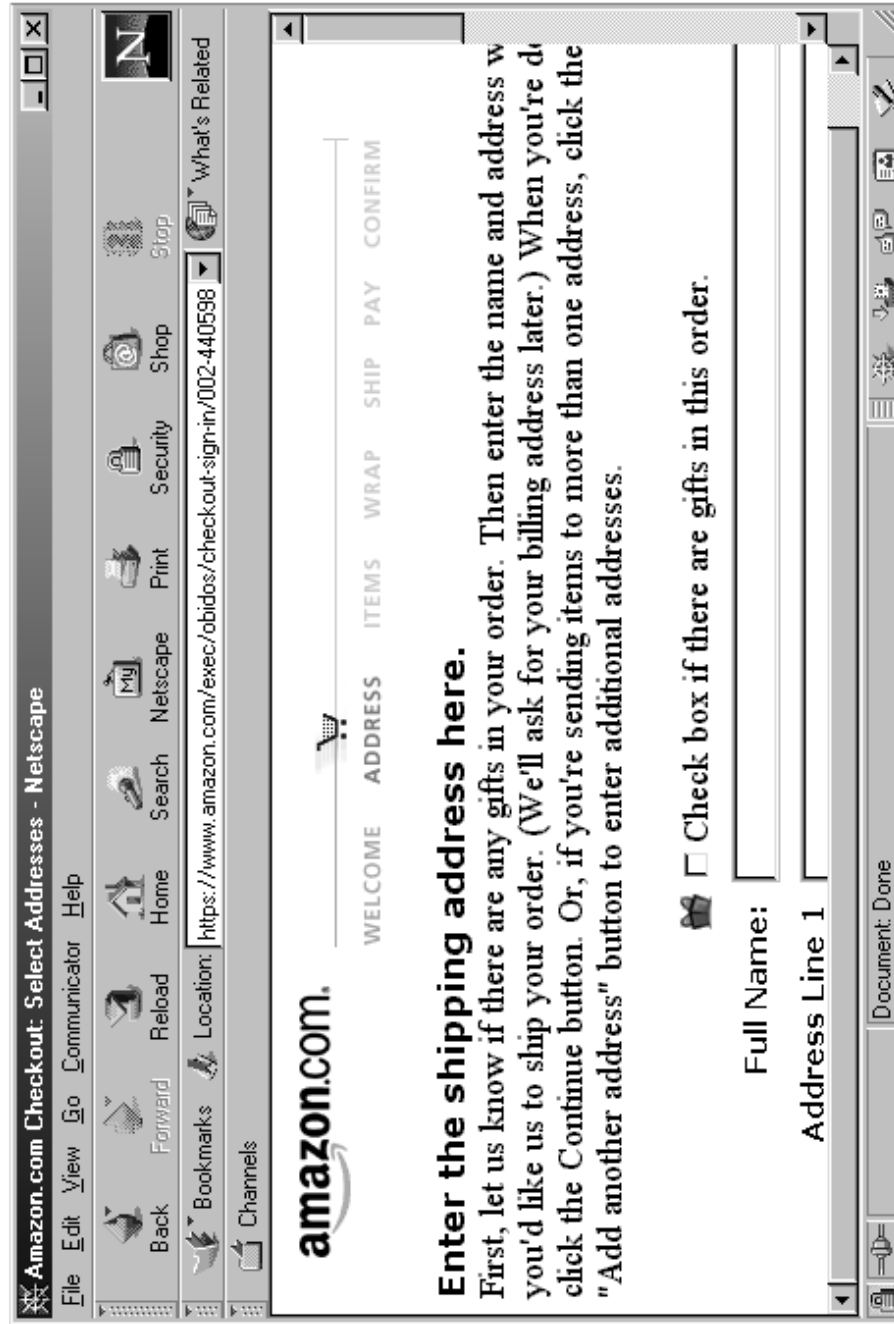 Amazon.com Checkout: Select Addresses - Netscape
File Edit View Go Communicator Help
Back Forward Reload Home Search Netscape Print Security Shop Stop
My
N
Bookmarks Location: https://www.amazon.com/exec/obidos/checkout-sign-in/002-440598 What's Related
Channels
amazon.com.
WELCOME ADDRESS ITEMS WRAP SHIP PAY CONFIRM
Enter the shipping address here.
First, let us know if there are any gifts in your order. Then enter the name and address w
you'd like us to ship your order. (We'll ask for your billing address later.) When you're d
click the Continue button. Or, if you're sending items to more than one address, click the
"Add another address" button to enter additional addresses.
Check box if there are gifts in this order.
Full Name:
Address Line 1
Document: Done